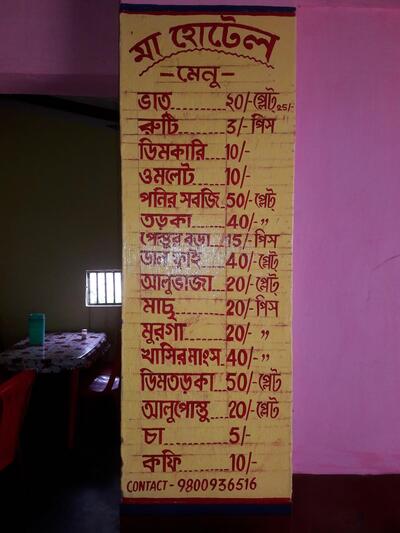 মা হোটেল
—মেনু—
ভাত 20/- প্লেট 25/-
রুটি 3/- পিস
ডিমকারি 10/-
ওমলেট 10/-
পনির সবজি 50/- প্লেট
তড়কা 40/- ,,
পোস্তুর বড়া 15/- পিস
ডাল ফ্রাই 40/- প্লেট
আলুভাজা 20/- প্লেট
মাছ 20/- পিস
মুরগা 20/- ,,
খাসির মাংস 40/- ,,
ডিমতড়কা 50/- প্লেট
আলুপোস্তু 20/- প্লেট
চা 5/-
কফি 10/-
CONTACT - 9800936516